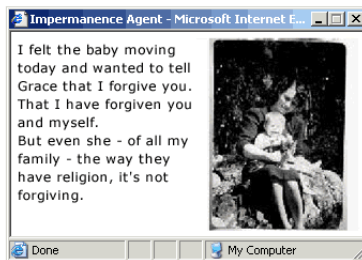 Impermanence Agent - Microsoft Internet E...
I felt the baby moving
today and wanted to tell
Grace that I forgive you.
That I have forgiven you
and myself.
But even she - of all my
family - the way they
have religion, it's not
forgiving.
Done
My Computer